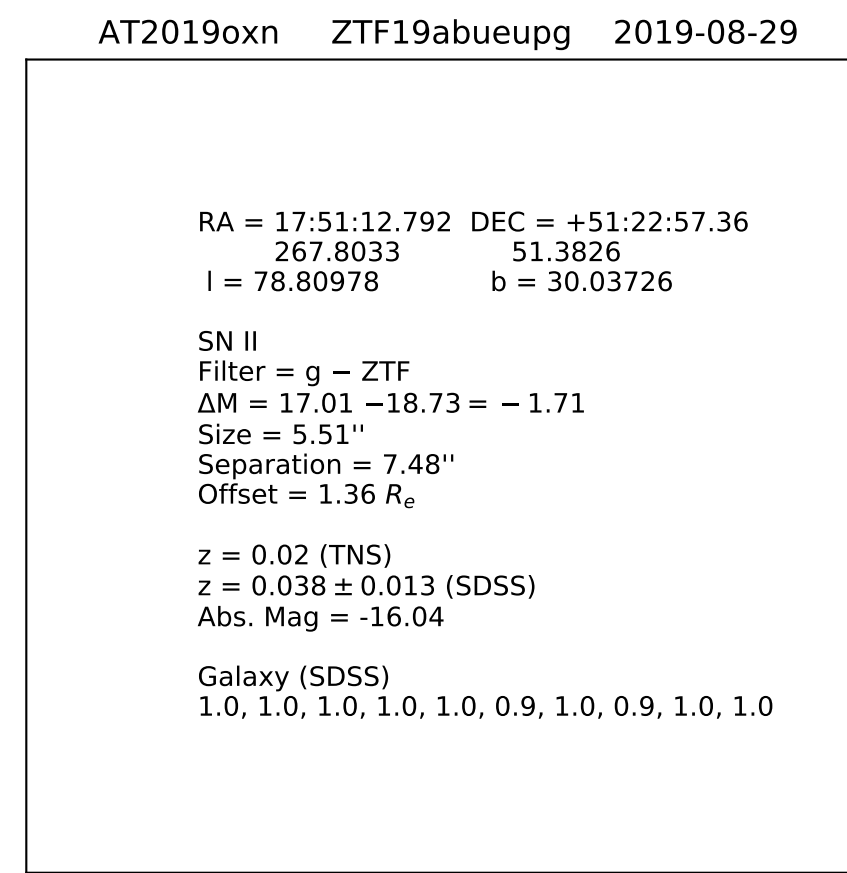 AT2019oxn ZTF19abueupg 2019-08-29
RA = 17:51:12.792 DEC = +51:22:57.36
267.8033 51.3826
l = 78.80978 b = 30.03726
SN II
Filter = g − ZTF
ΔM = 17.01 −18.73 = − 1.71
Size = 5.51''
Separation = 7.48''
Offset = 1.36 Rₑ
z = 0.02 (TNS)
z = 0.038 ± 0.013 (SDSS)
Abs. Mag = -16.04
Galaxy (SDSS)
1.0, 1.0, 1.0, 1.0, 1.0, 0.9, 1.0, 0.9, 1.0, 1.0